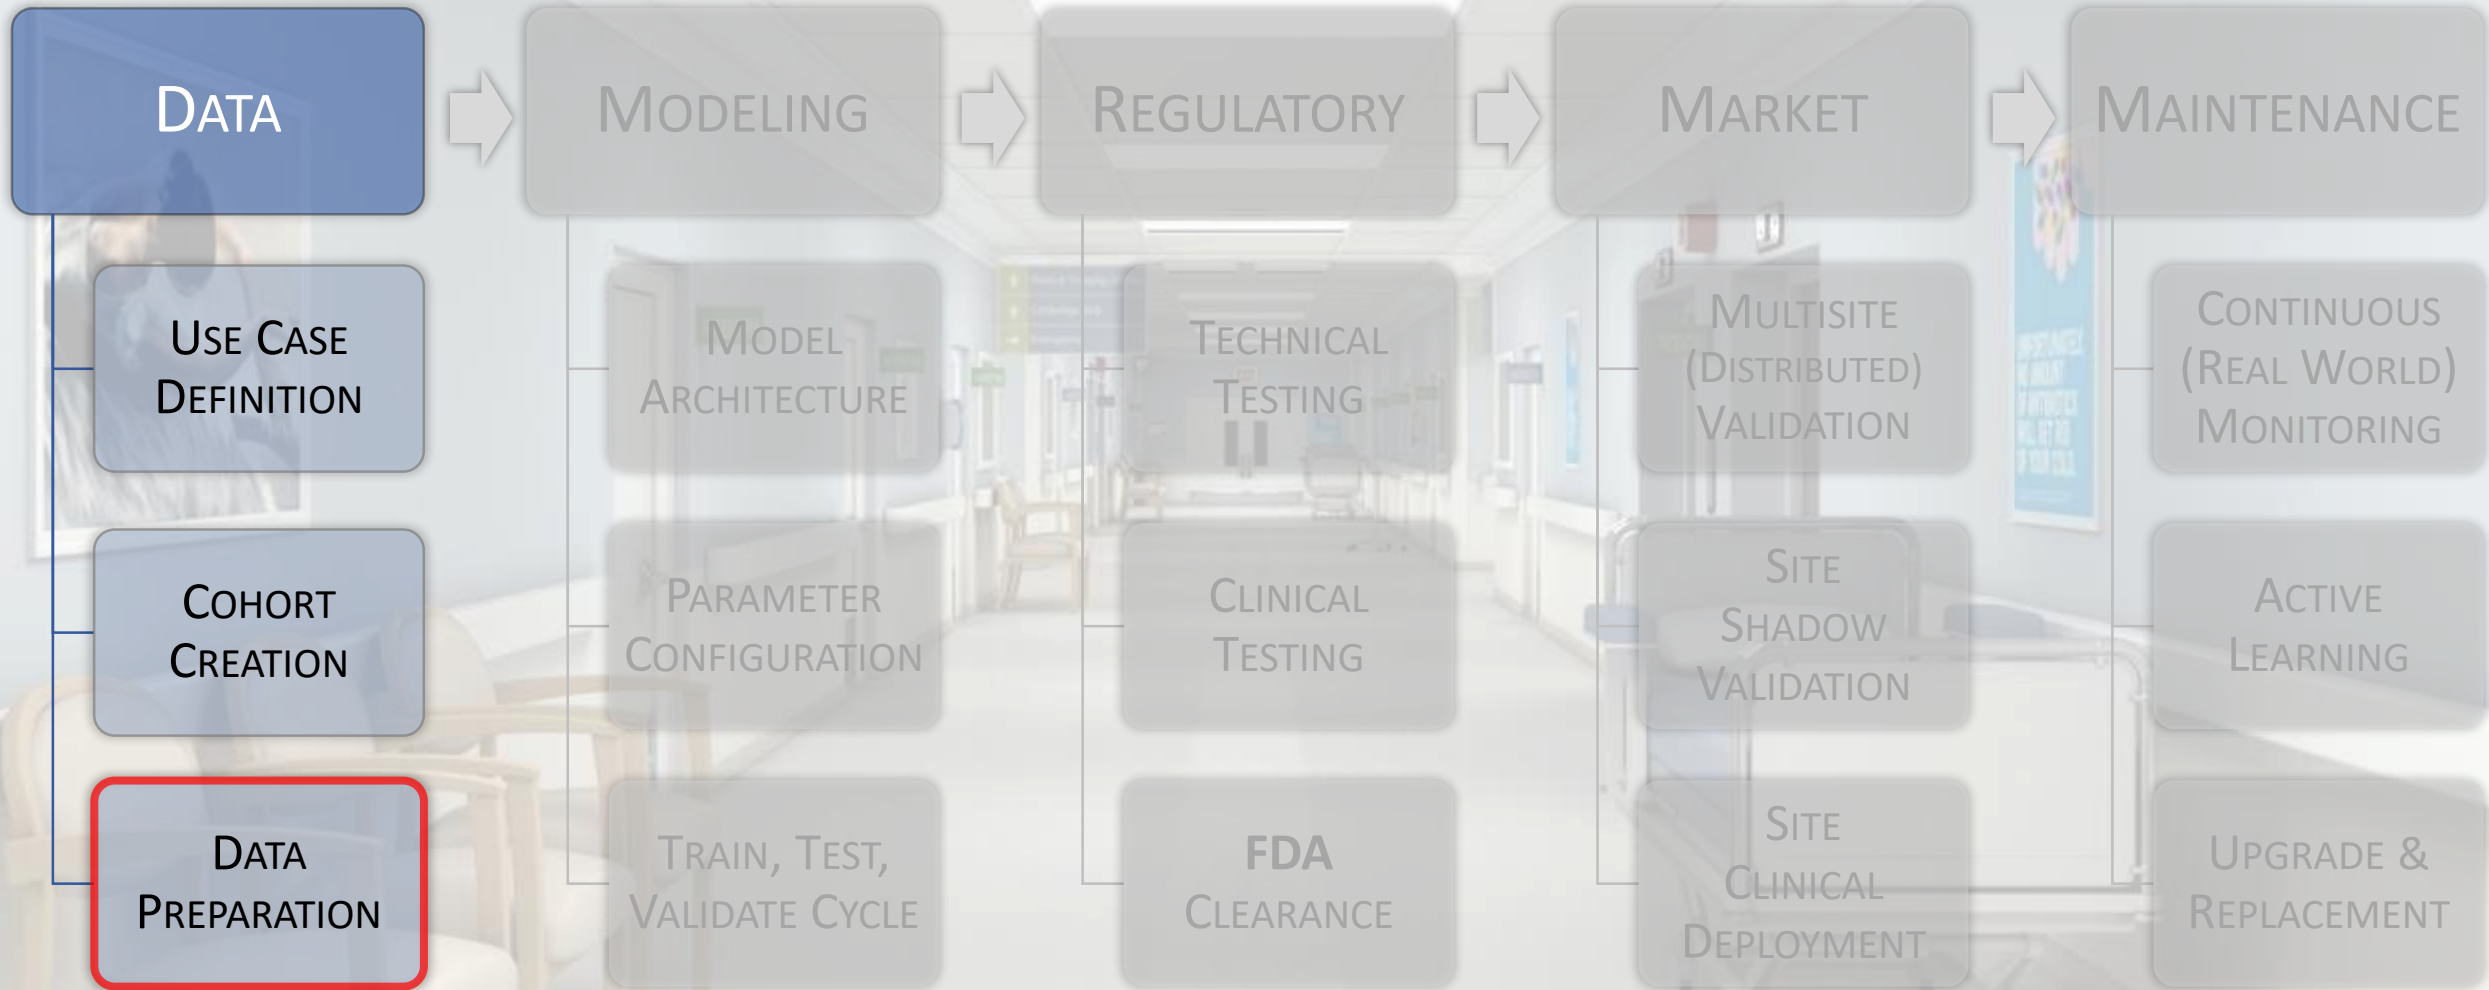 DATA
USE CASE
DEFINITION
COHORT
CREATION
DATA
PREPARATION
MODELING
MODEL
ARCHITECTURE
PARAMETER
CONFIGURATION
TRAIN, TEST,
VALIDATE CYCLE
REGULATORY
TECHNICAL
TESTING
CLINICAL
TESTING
FDA
CLEARANCE
MARKET
MULTISITE
(DISTRIBUTED)
VALIDATION
SITE
SHADOW
VALIDATION
SITE
CLINICAL
DEPLOYMENT
MAINTENANCE
CONTINUOUS
(REAL WORLD)
MONITORING
ACTIVE
LEARNING
UPGRADE &
REPLACEMENT